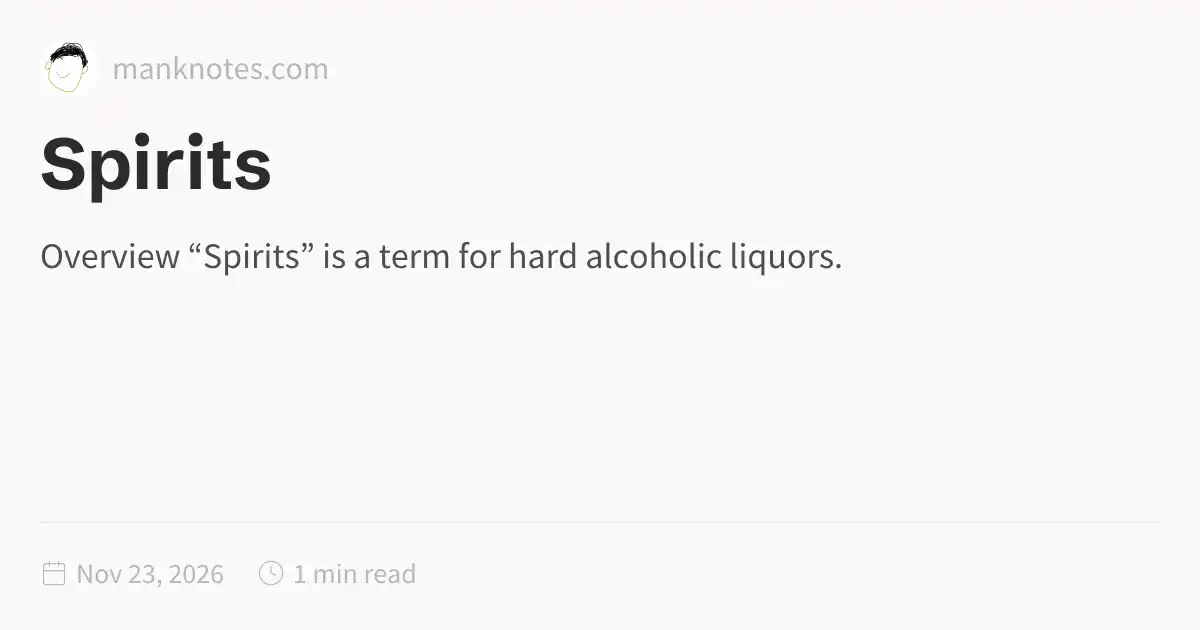 manknotes.com
Spirits
Overview “Spirits” is a term for hard alcoholic liquors.
Nov 23, 2026 1 min read